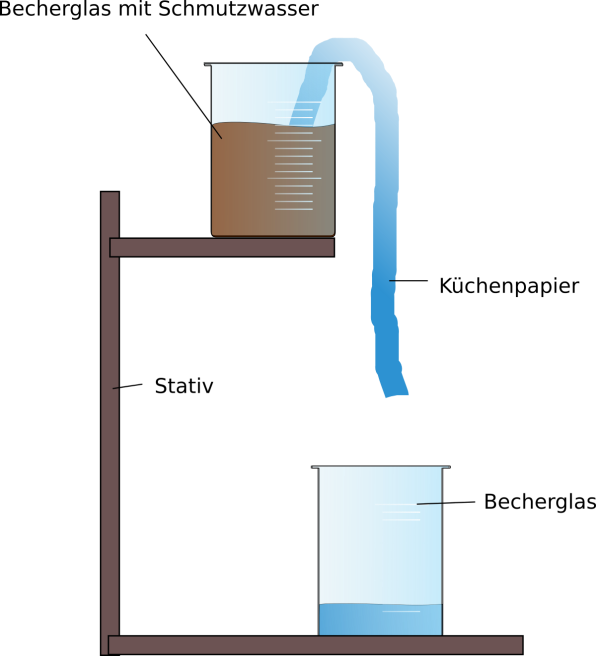 Becherglas mit Schmutzwasser
Küchenpapier
Stativ
Becherglas